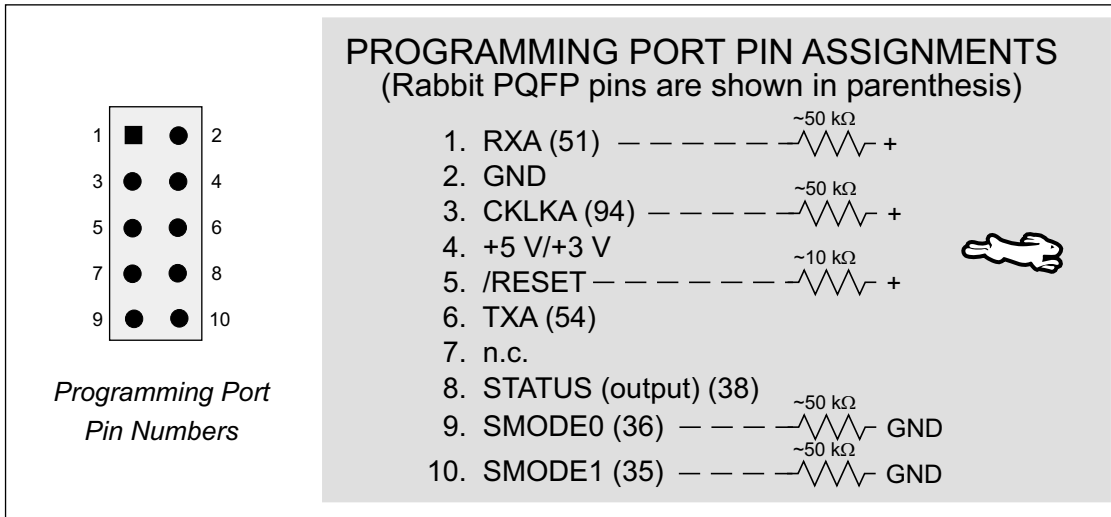 PROGRAMMING PORT PIN ASSIGNMENTS
(Rabbit PQFP pins are shown in parenthesis)
1 2
3 4
5 6
7 8
9 10
Programming Port
Pin Numbers
~50 kΩ
1. RXA (51) +
2. GND
~50 kΩ
3. CKLKA (94) +
4. +5 V/+3 V
~10 kΩ
5. /RESET +
6. TXA (54)
7. n.c.
8. STATUS (output) (38)
~50 kΩ
9. SMODE0 (36) GND
~50 kΩ
10. SMODE1 (35) GND